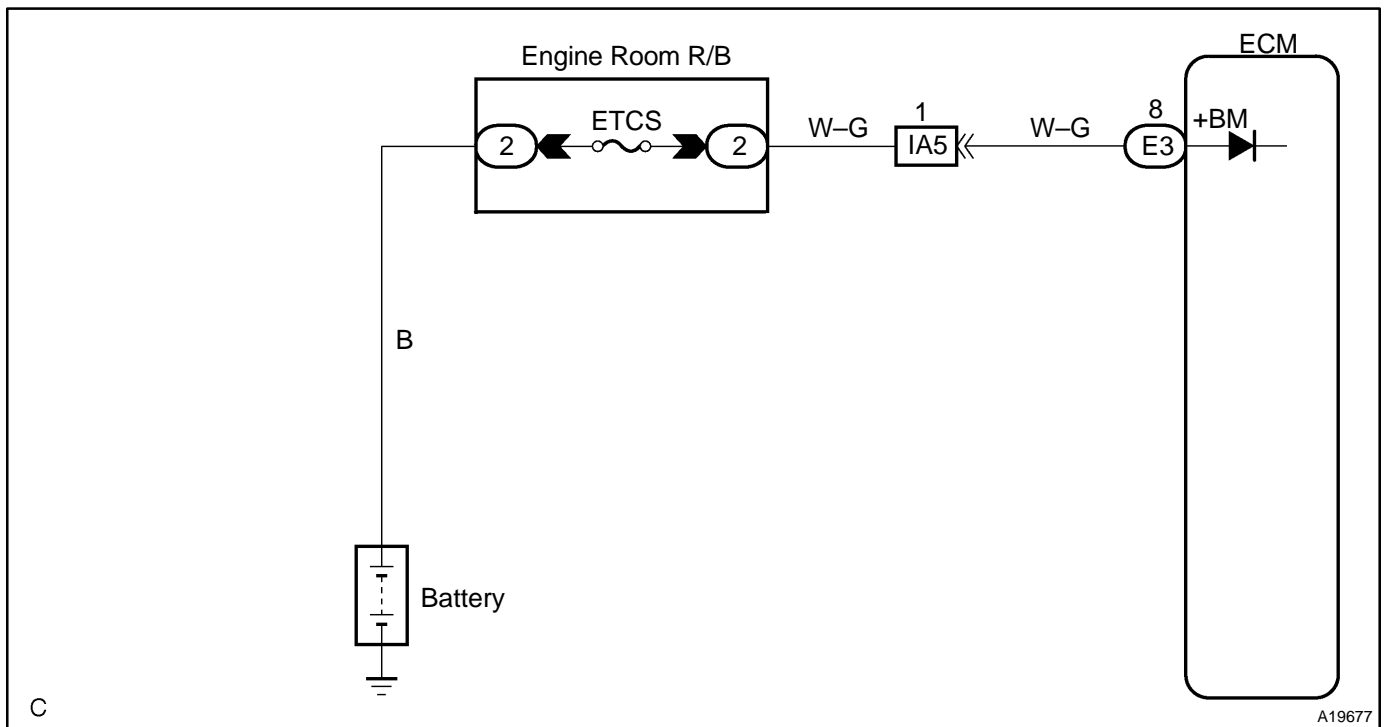 ECM
Engine Room R/B
2
ETCS
2
W–G
1
IA5
W–G
8
E3
+BM
B
Battery
C
A19677